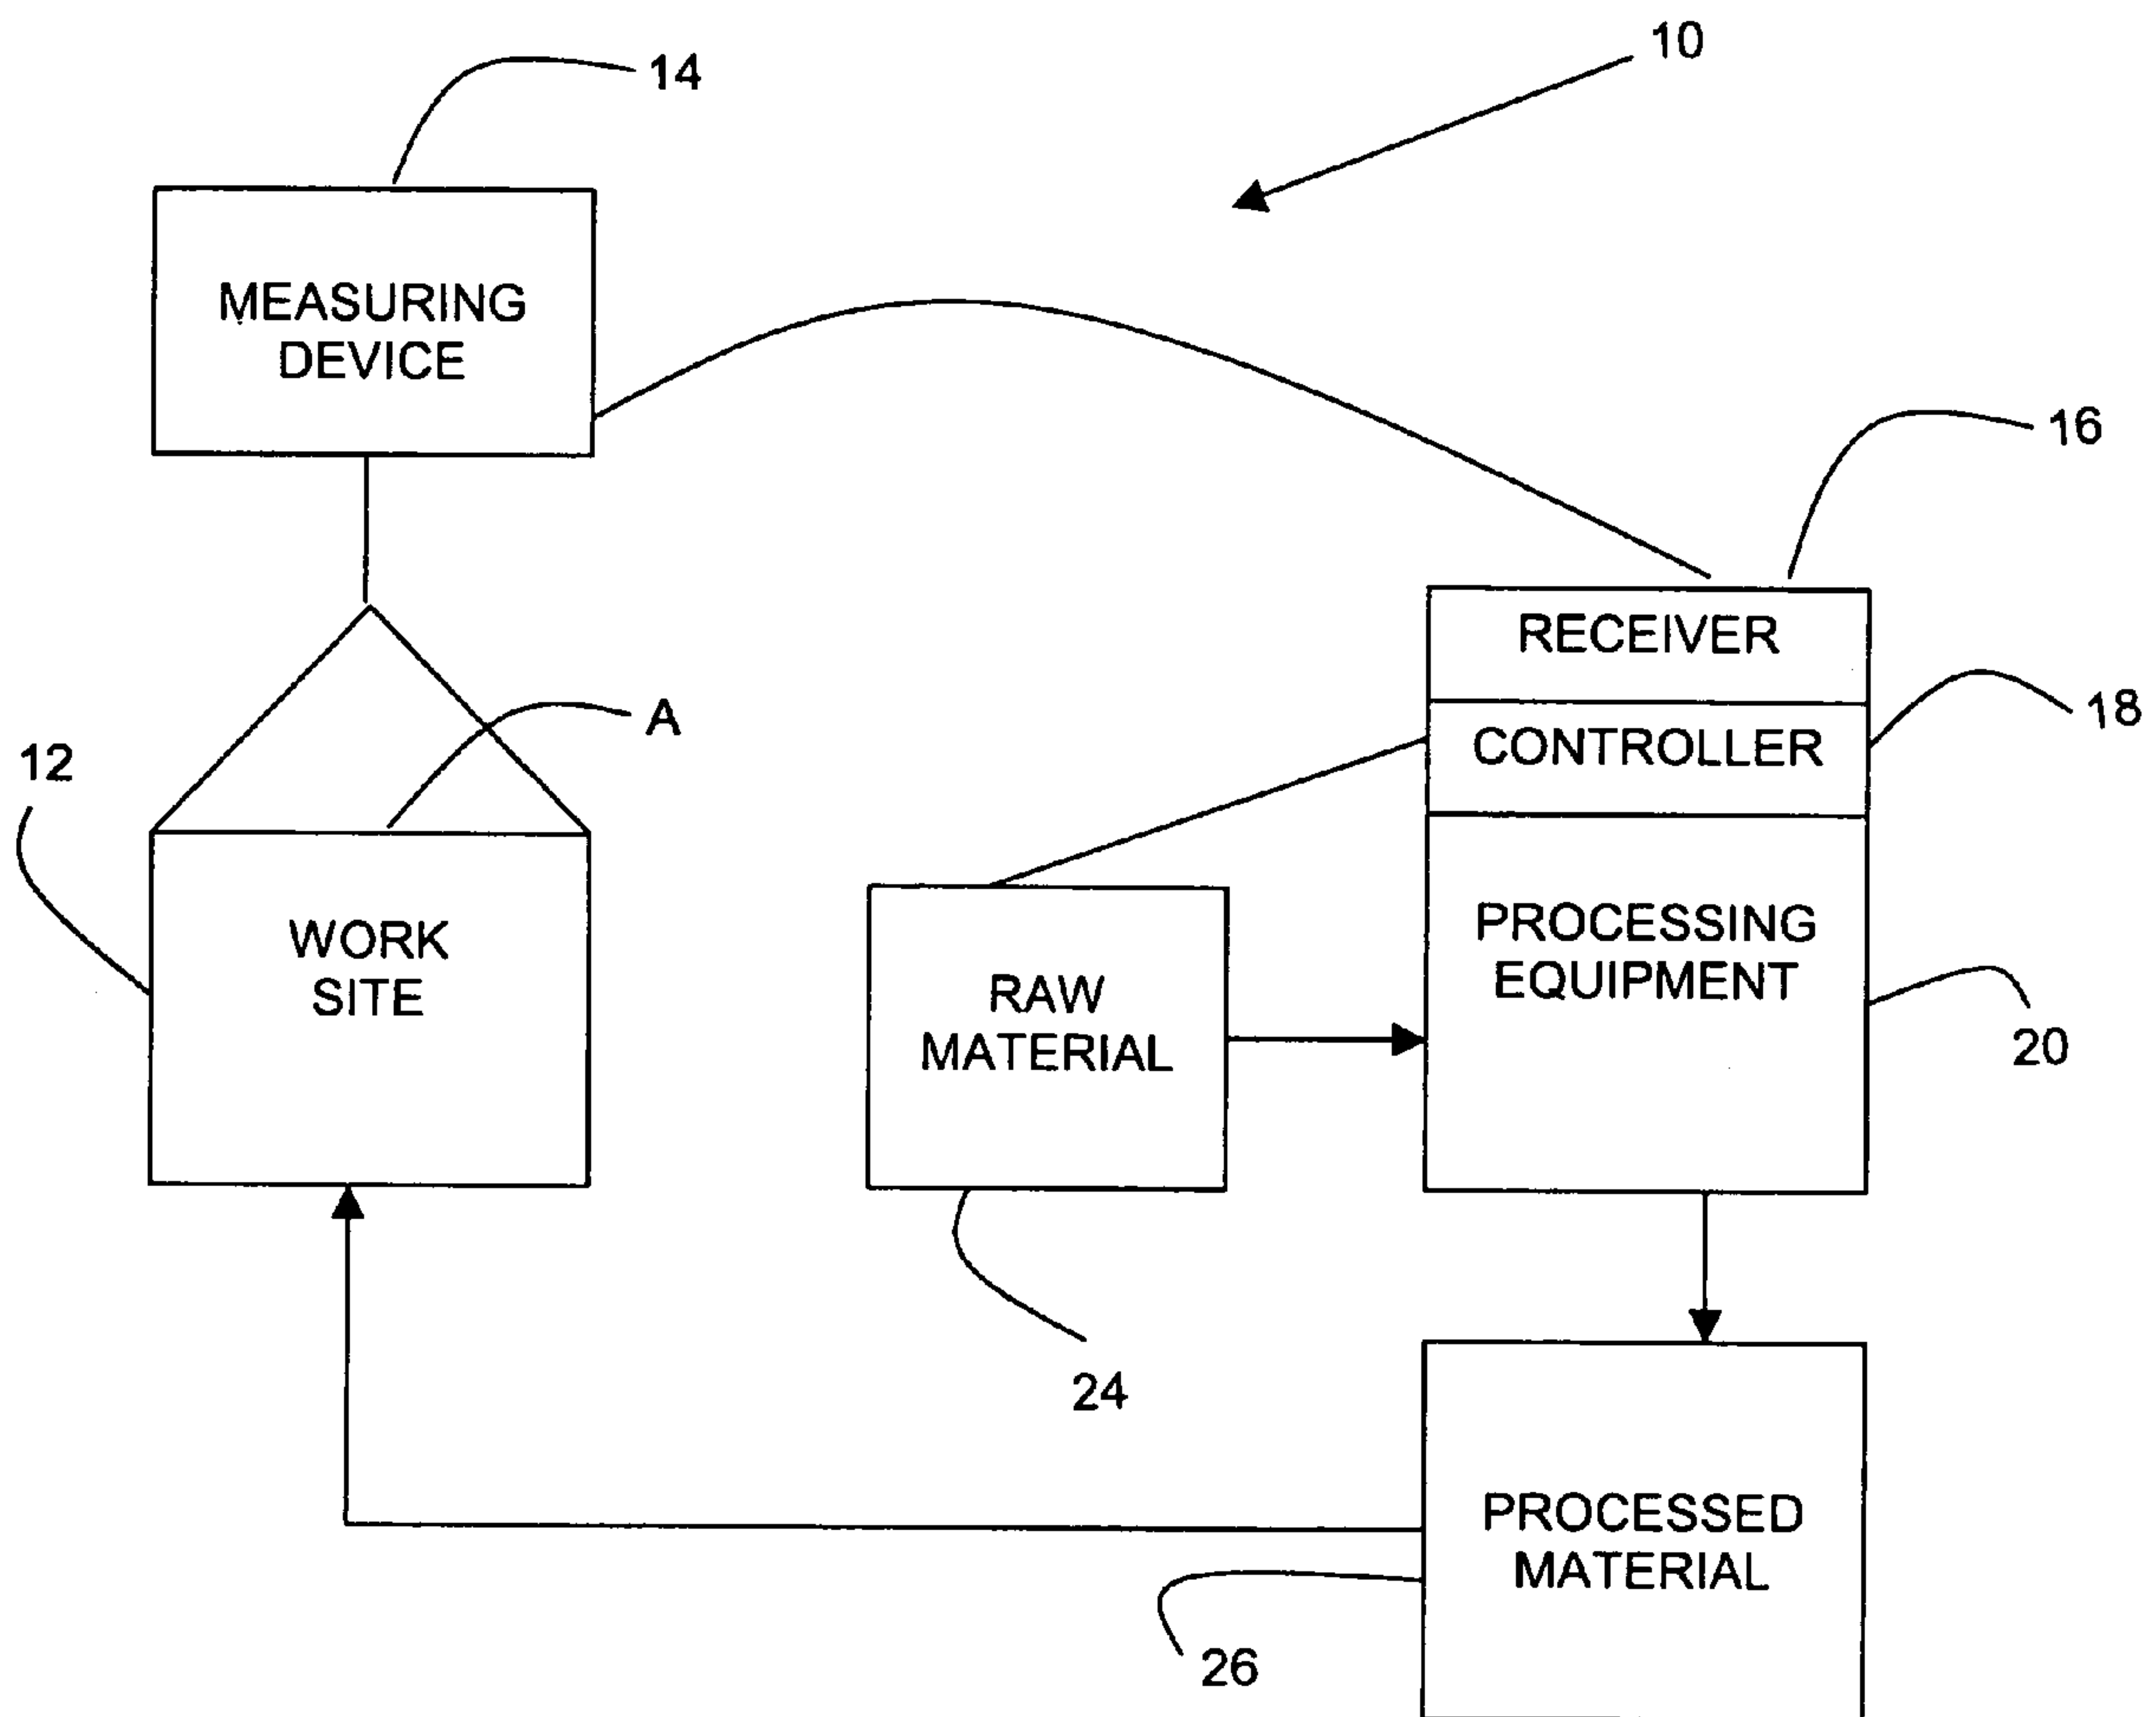 10
14
MEASURING
DEVICE
16
RECEIVER
A
18
12
CONTROLLER
PROCESSING
EQUIPMENT
WORK
SITE
RAW
MATERIAL
20
24
PROCESSED
MATERIAL
26